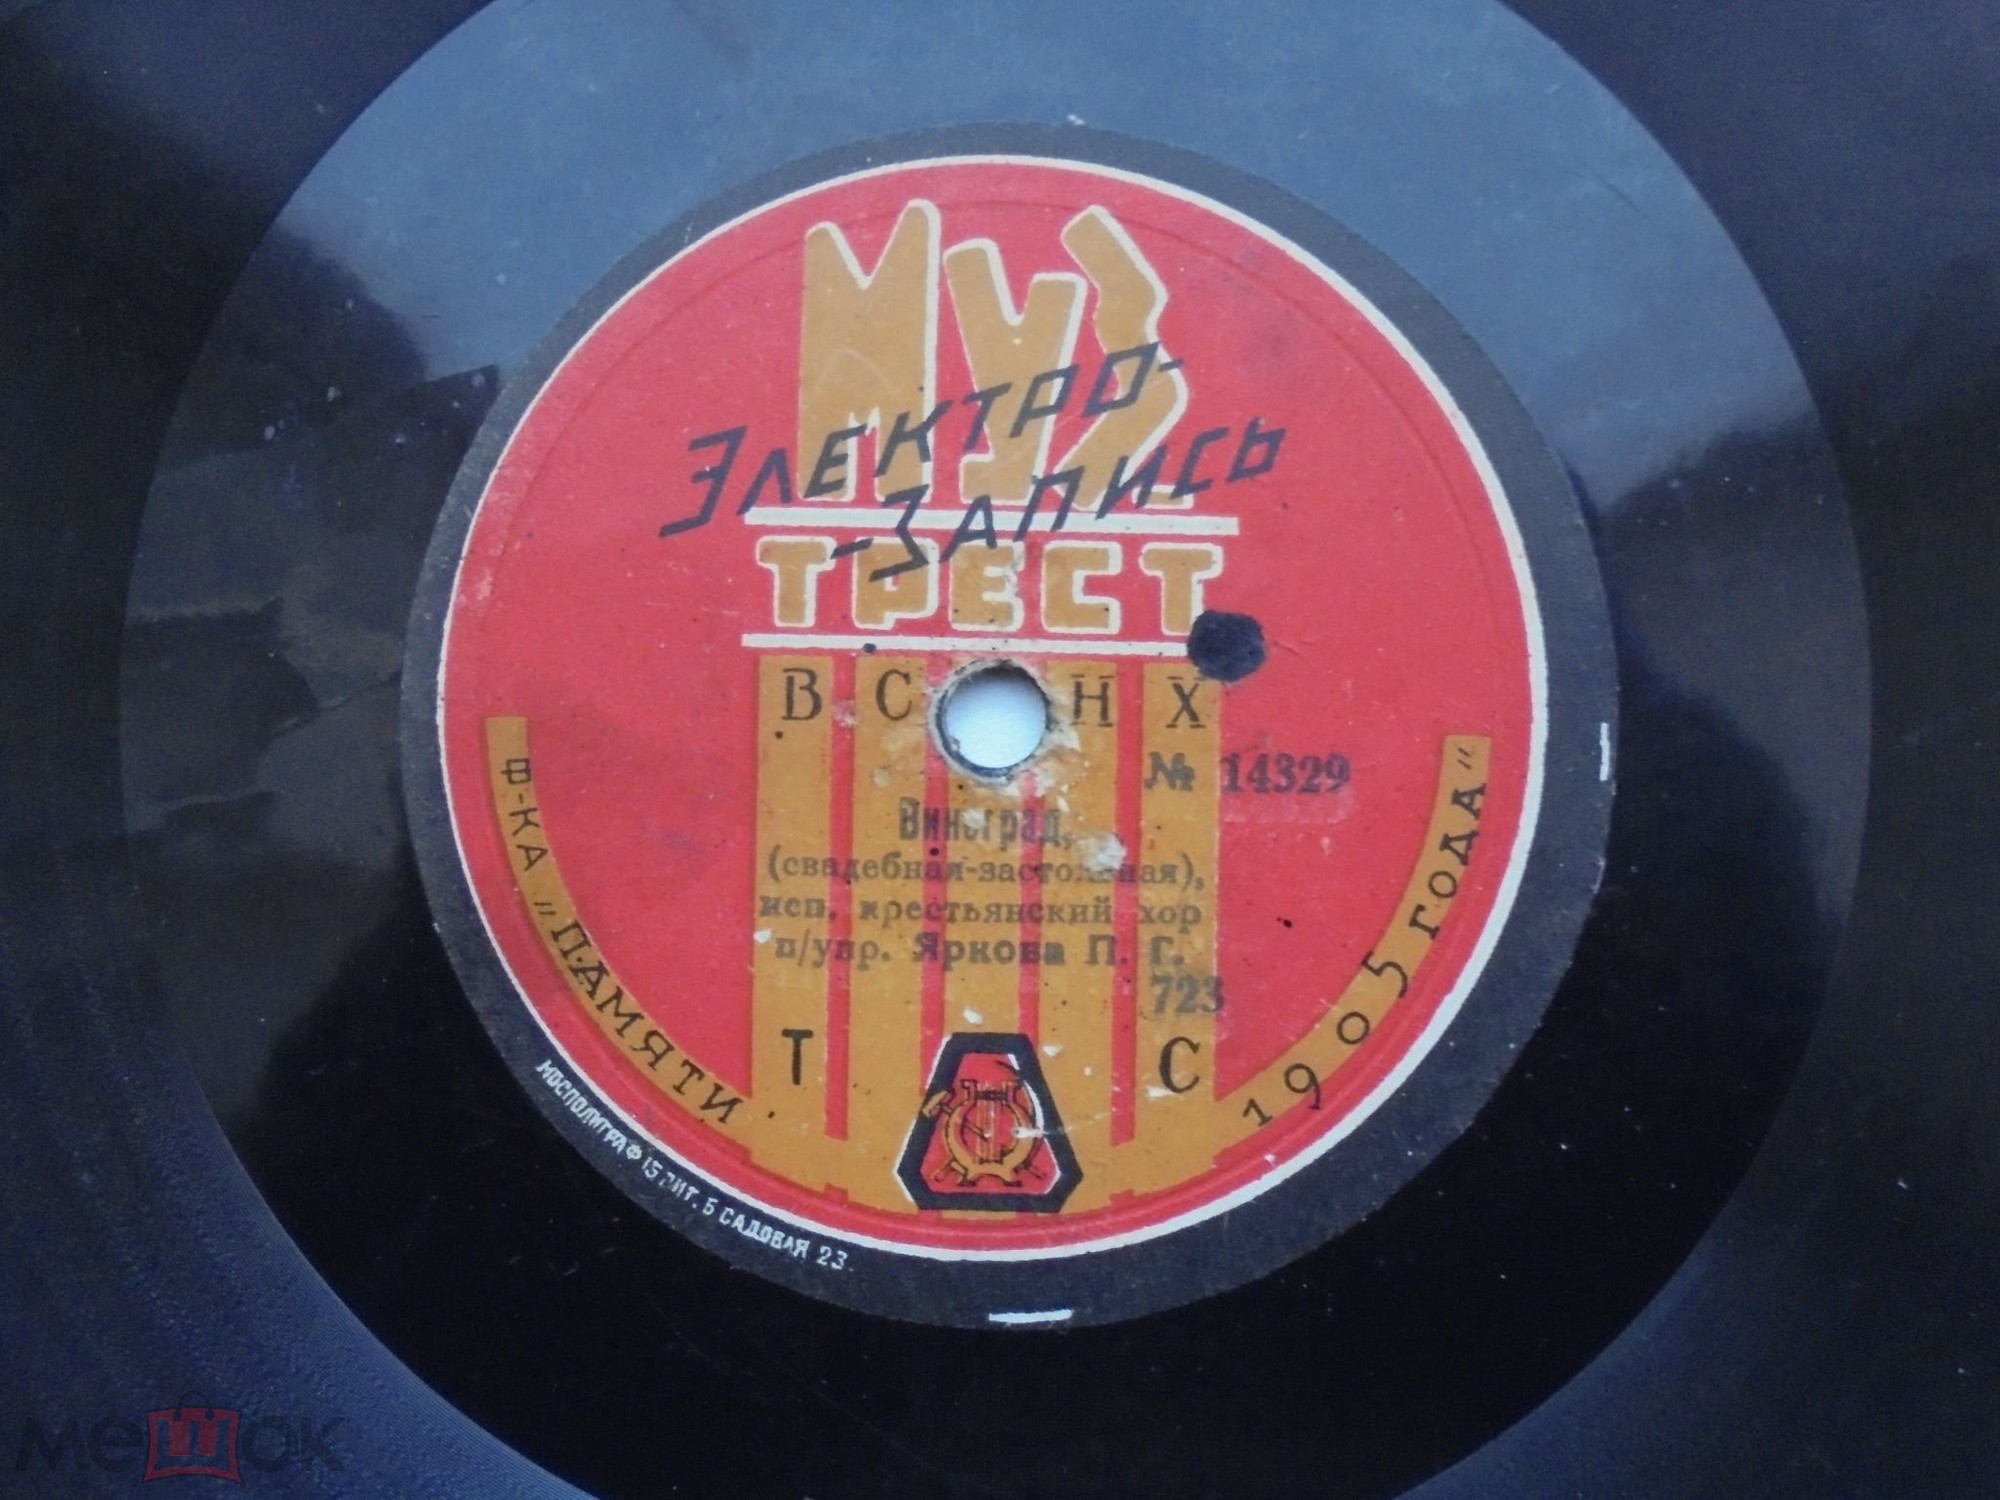 МУЗ
ЭЛЕКТРО-
-ЗАПИСЬ
ТРЕСТ
В С Н Х
№ 14329
Виноград,
(свадебная-застольная),
исп. крестьянский хор
п/упр. Яркова П. Г.
723
Т С
Ф-КА "ПАМЯТИ 1905 ГОДА"
МОСПОЛИГРАФ 15 ЛИТ. Б САДОВАЯ 23.
мешок